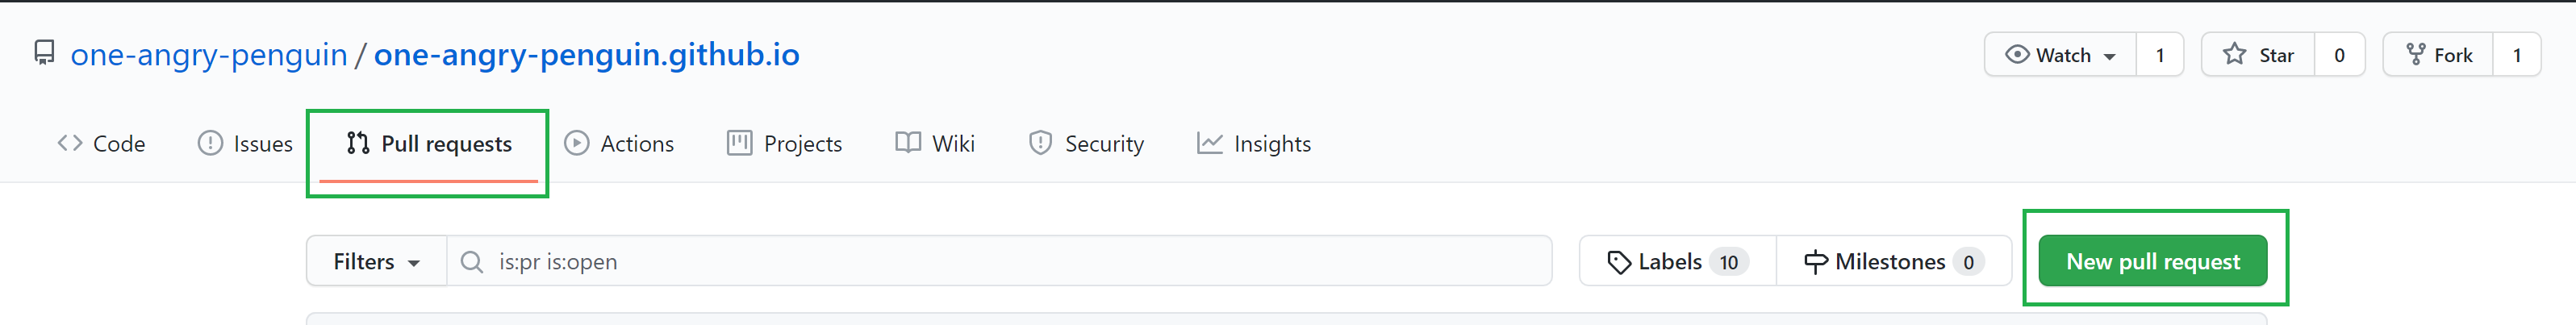 one-angry-penguin / one-angry-penguin.github.io
Watch 1 Star 0 Fork 1
Code Issues Pull requests Actions Projects Wiki Security Insights
Filters is:pr is:open Labels 10 Milestones 0 New pull request